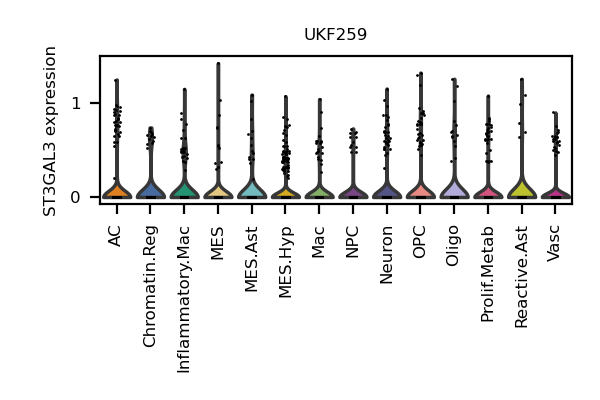 UKF259
ST3GAL3 expression
1
0
AC
Chromatin.Reg
Inflammatory.Mac
MES
MES.Ast
MES.Hyp
Mac
NPC
Neuron
OPC
Oligo
Prolif.Metab
Reactive.Ast
Vasc